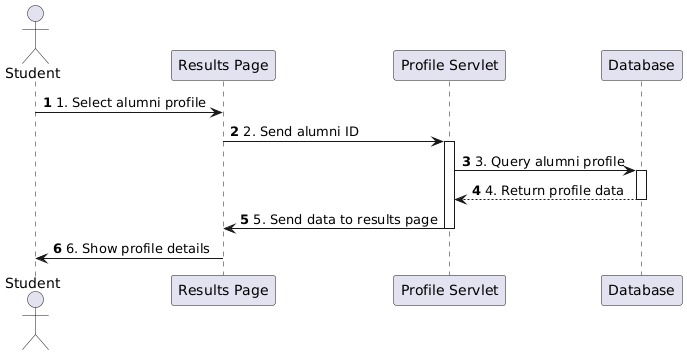 Student
Results Page
Profile Servlet
Database
1 1. Select alumni profile
2 2. Send alumni ID
3 3. Query alumni profile
4 4. Return profile data
5 5. Send data to results page
6 6. Show profile details
Student
Results Page
Profile Servlet
Database